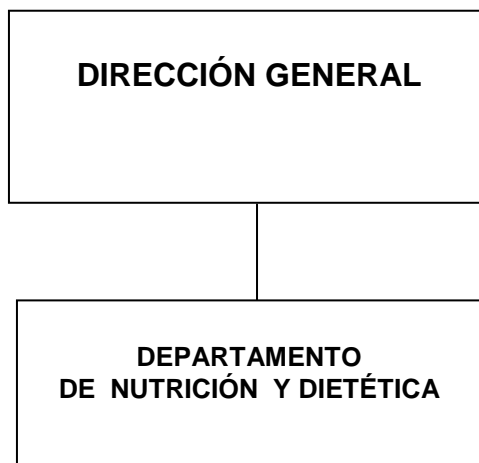 DIRECCIÓN GENERAL
DEPARTAMENTO
DE NUTRICIÓN Y DIETÉTICA